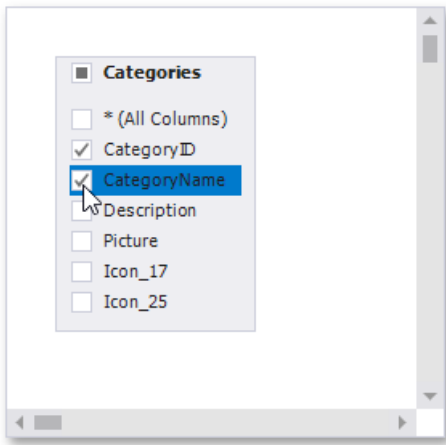 Categories
* (All Columns)
CategoryID
CategoryName
Description
Picture
Icon_17
Icon_25